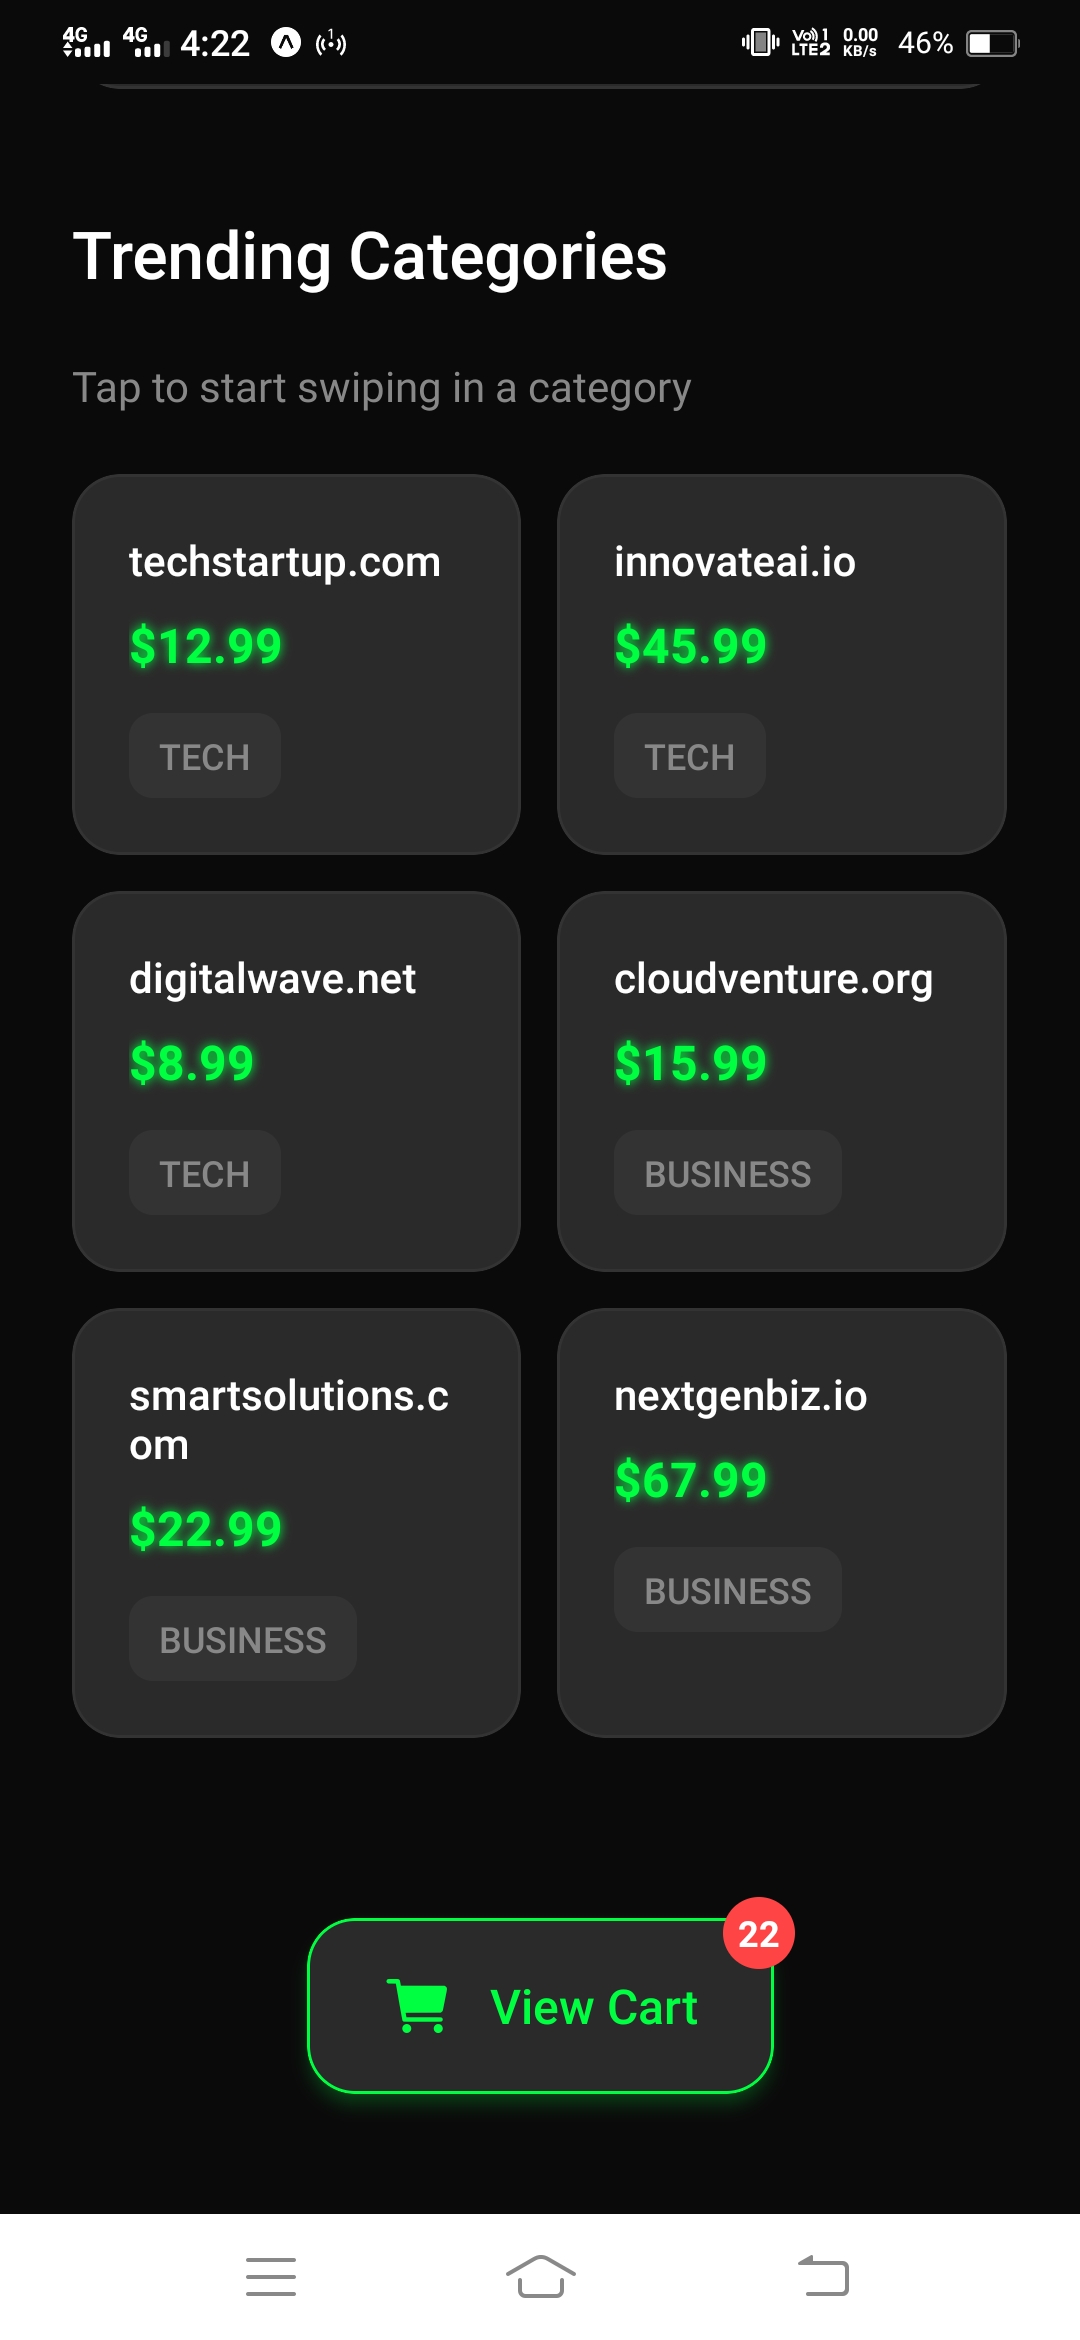 4G 4G 4:22 1 Vo)) 1 LTE2 0.00 KB/s 46%
Trending Categories
Tap to start swiping in a category
techstartup.com
$12.99
TECH
innovateai.io
$45.99
TECH
digitalwave.net
$8.99
TECH
cloudventure.org
$15.99
BUSINESS
smartsolutions.c
om
$22.99
BUSINESS
nextgenbiz.io
$67.99
BUSINESS
22
View Cart